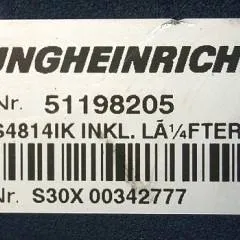 UNGHEINRICH
Nr. 51198205
S4814IK INKL. LÃ¼FTER
Nr. S30X 00342777